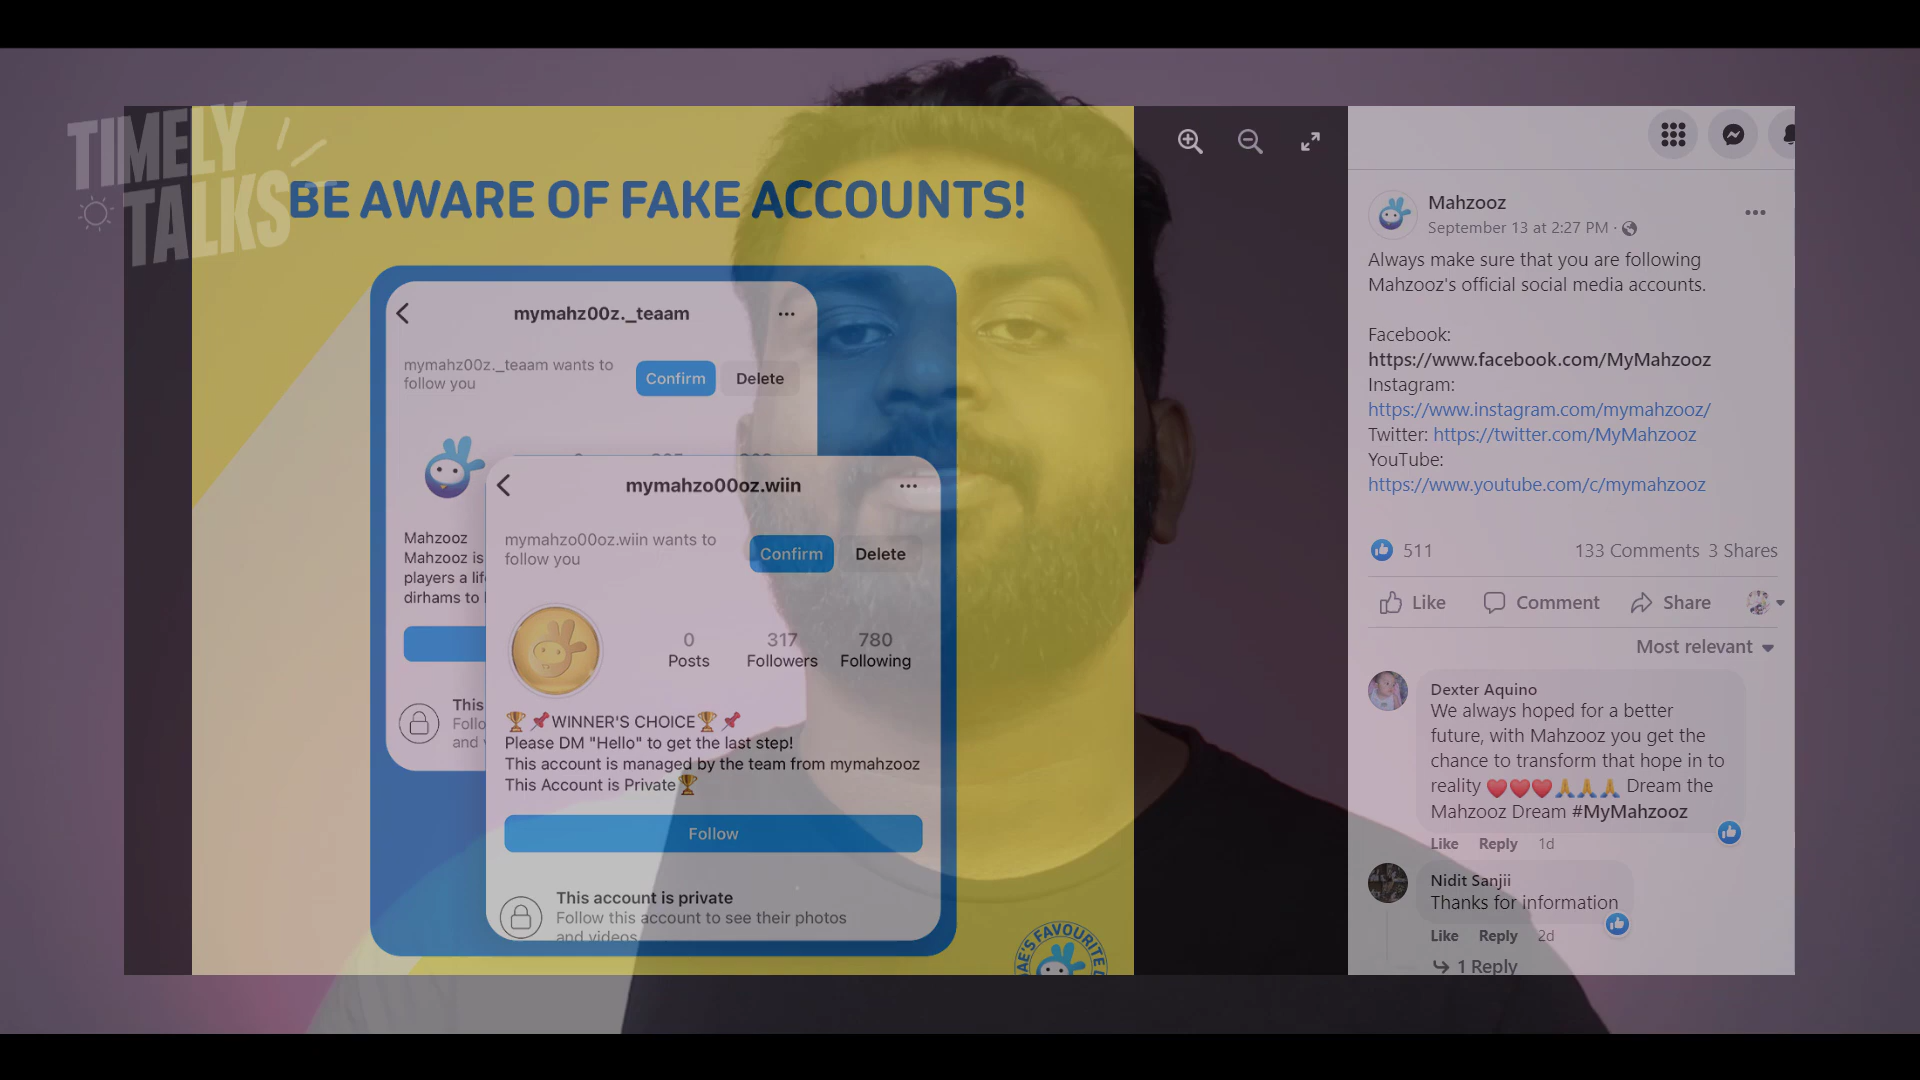 TIMELY
TALKS
BE AWARE OF FAKE ACCOUNTS!
mymahz00z._teaam
mymahz00z._teaam wants to
follow you
Confirm
Delete
Mahzooz
Mahzooz is
players a
dirhams to
This
Follo
and
mymahzo00oz.wiin
mymahzo00oz.wiin wants to
follow you
Confirm
Delete
0
317
780
Posts
Followers
Following
🏆📌WINNER'S CHOICE🏆📌
Please DM "Hello" to get the last step!
This account is managed by the team from mymahzooz
This Account is Private🏆
Follow
This account is private
Follow this account to see their photos
and videos
AE'S FAVOURITE
Mahzooz
September 13 at 2:27 PM ·
Always make sure that you are following
Mahzooz's official social media accounts.
Facebook:
https://www.facebook.com/MyMahzooz
Instagram:
https://www.instagram.com/mymahzooz/
Twitter: https://twitter.com/MyMahzooz
YouTube:
https://www.youtube.com/c/mymahzooz
511
133 Comments 3 Shares
Like
Comment
Share
Most relevant
Dexter Aquino
We always hoped for a better
future, with Mahzooz you get the
chance to transform that hope in to
reality ❤️❤️❤️🙏🙏🙏 Dream the
Mahzooz Dream #MyMahzooz
Like Reply 1d
Nidit Sanjii
Thanks for information
Like Reply 2d
1 Reply